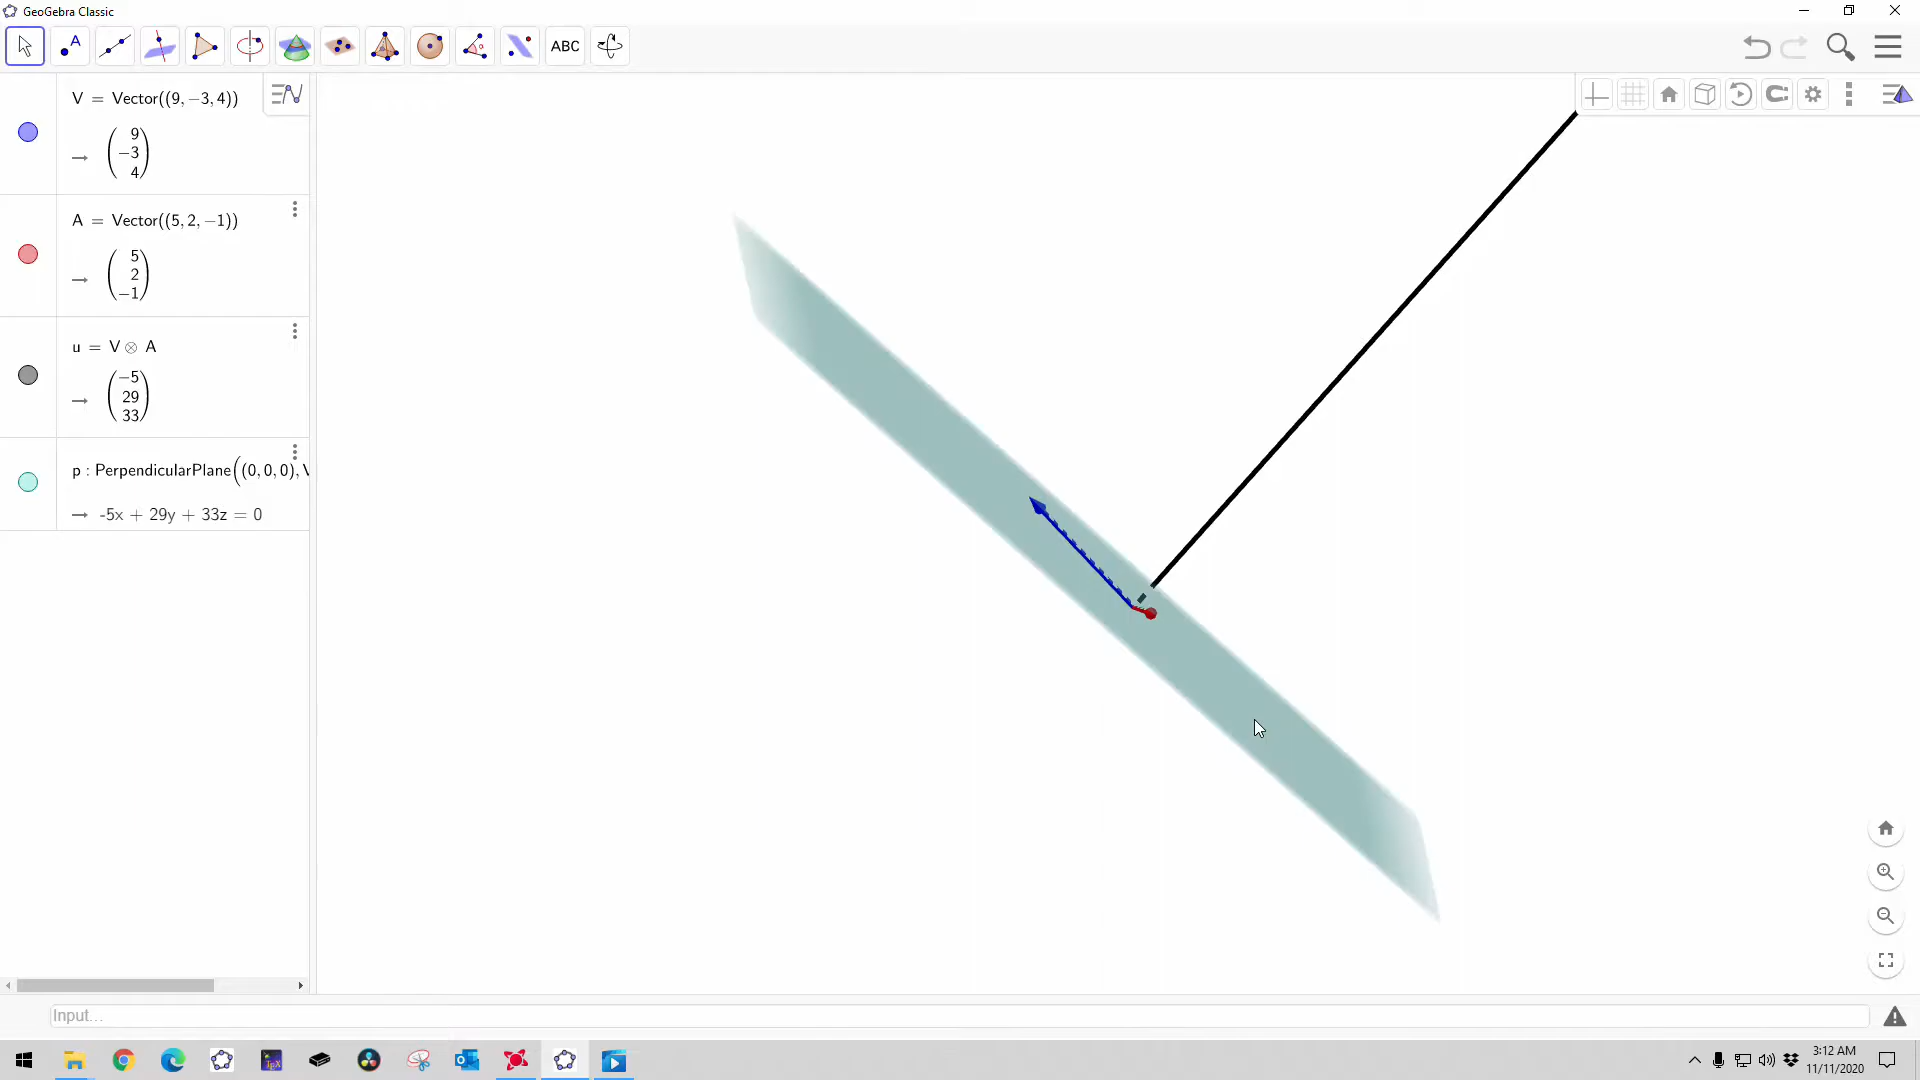 GeoGebra Classic
A
ABC
V = Vector((9, −3, 4))
→ (9
−3
4)
A = Vector((5, 2, −1))
→ (5
2
−1)
u = V ⊗ A
→ (−5
29
33)
p : PerpendicularPlane((0, 0, 0), V
→ -5x + 29y + 33z = 0
Input...
3:12 AM
11/11/2020